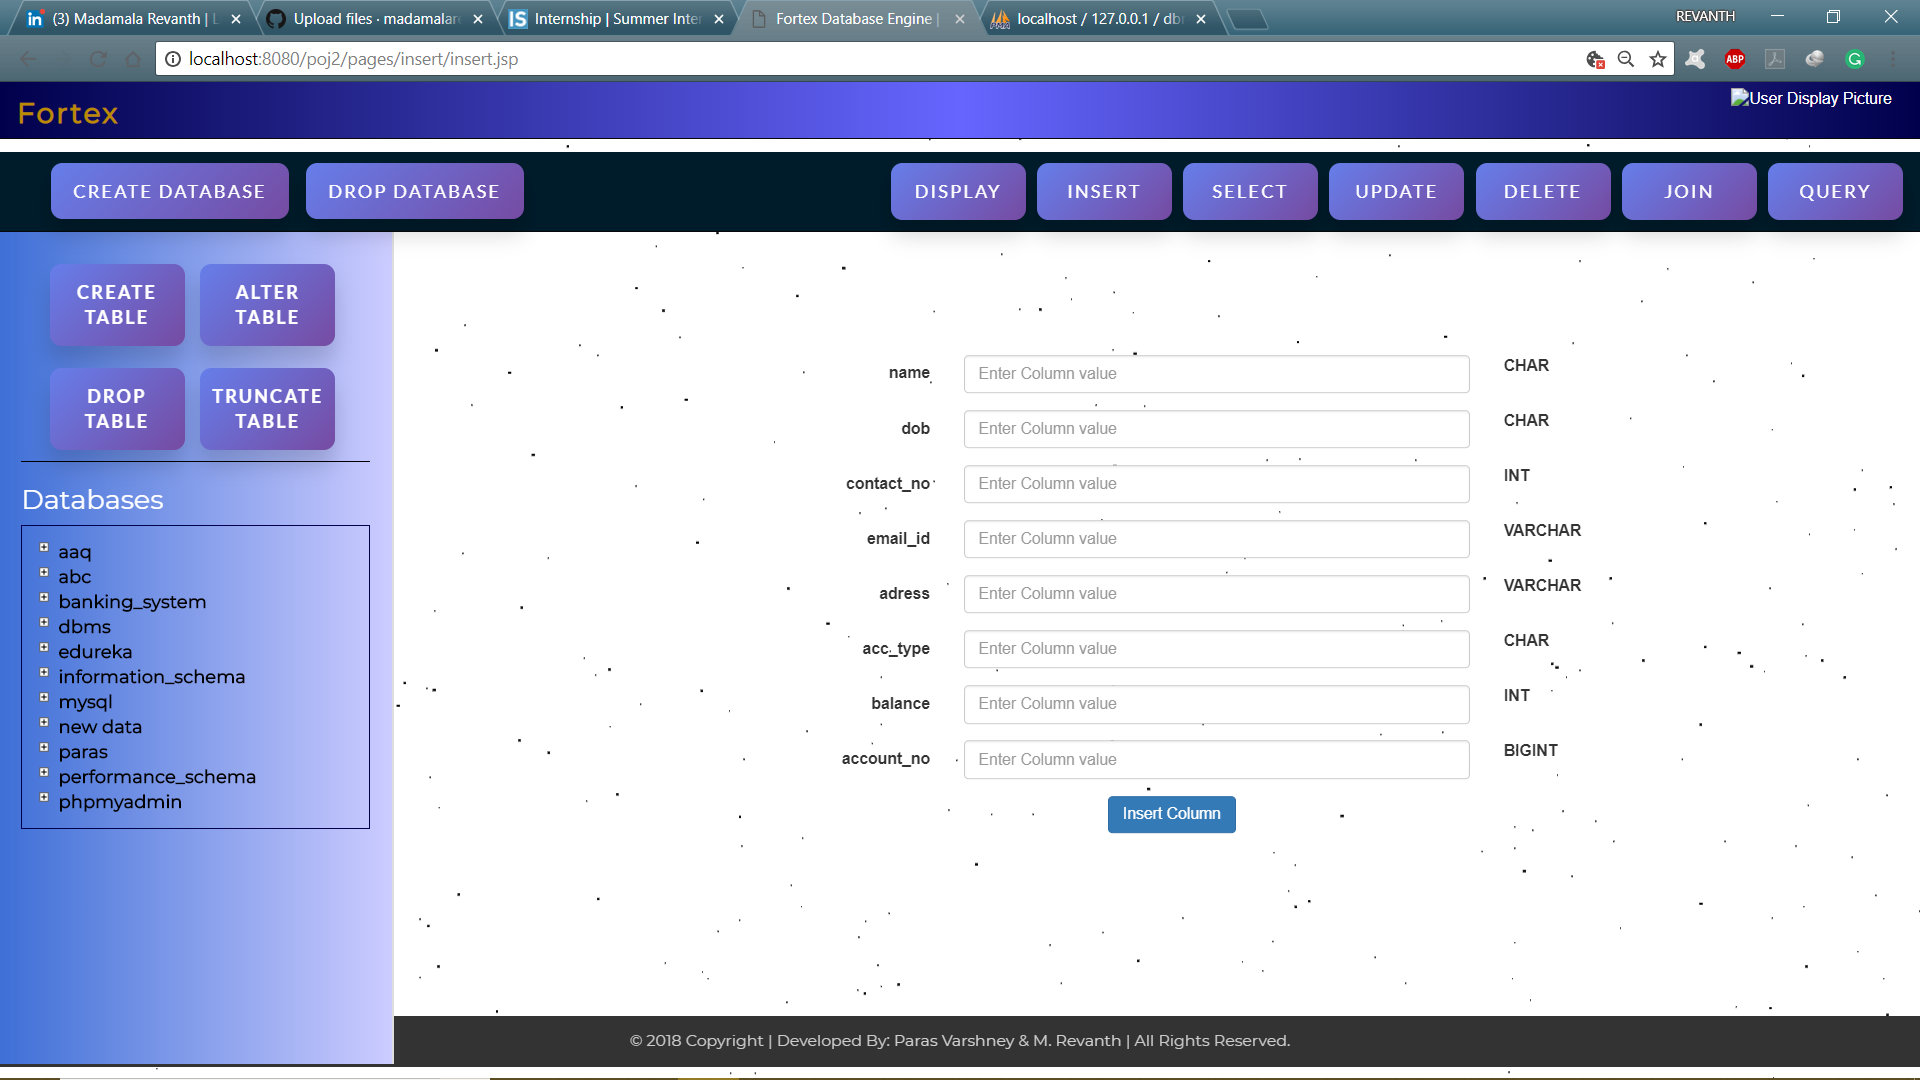 (3) Madamala Revanth | L
Upload files · madamalare
Internship | Summer Inter
Fortex Database Engine |
localhost / 127.0.0.1 / dbr
REVANTH
localhost:8080/poj2/pages/insert/insert.jsp
ABP
Fortex
User Display Picture
CREATE DATABASE
DROP DATABASE
DISPLAY
INSERT
SELECT
UPDATE
DELETE
JOIN
QUERY
CREATE
TABLE
ALTER
TABLE
DROP
TABLE
TRUNCATE
TABLE
Databases
aaq
abc
banking_system
dbms
edureka
information_schema
mysql
new data
paras
performance_schema
phpmyadmin
name Enter Column value CHAR
dob Enter Column value CHAR
contact_no Enter Column value INT
email_id Enter Column value VARCHAR
adress Enter Column value VARCHAR
acc_type Enter Column value CHAR
balance Enter Column value INT
account_no Enter Column value BIGINT
Insert Column
© 2018 Copyright | Developed By: Paras Varshney & M. Revanth | All Rights Reserved.